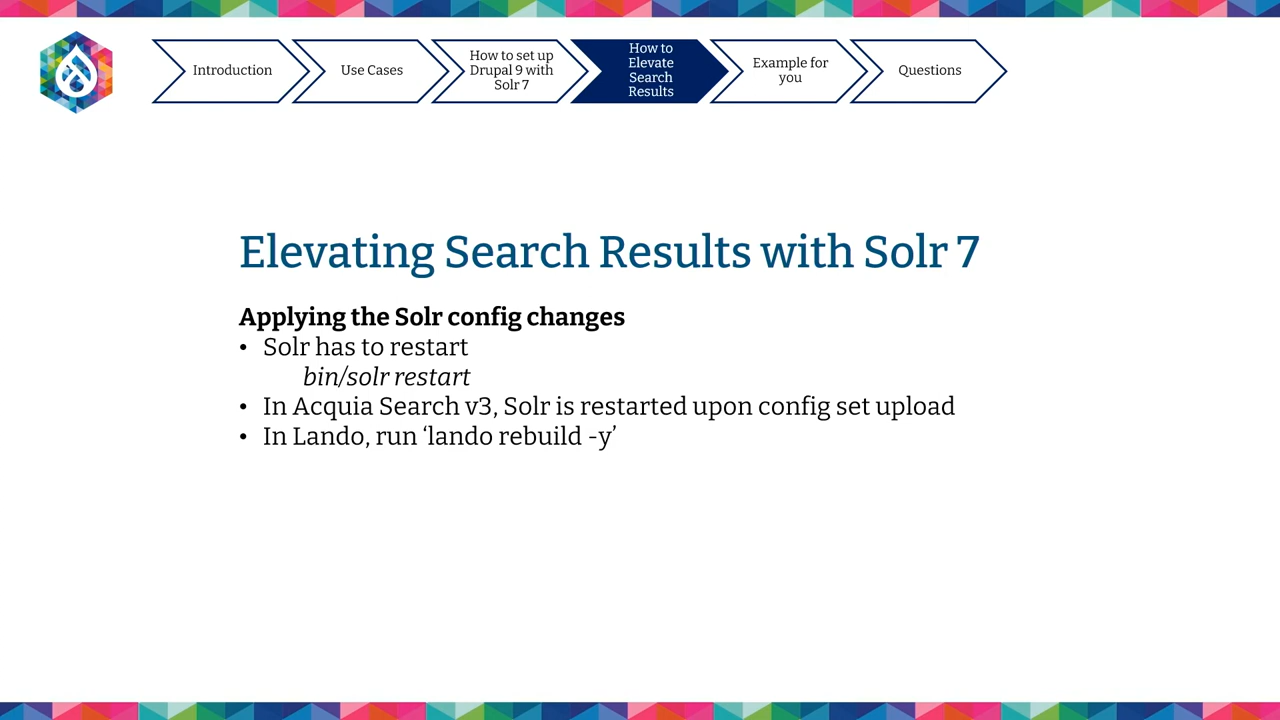 Introduction
Use Cases
How to set up
Drupal 9 with
Solr 7
How to
Elevate
Search
Results
Example for
you
Questions
Elevating Search Results with Solr 7
Applying the Solr config changes
• Solr has to restart
bin/solr restart
• In Acquia Search v3, Solr is restarted upon config set upload
• In Lando, run ‘lando rebuild -y’